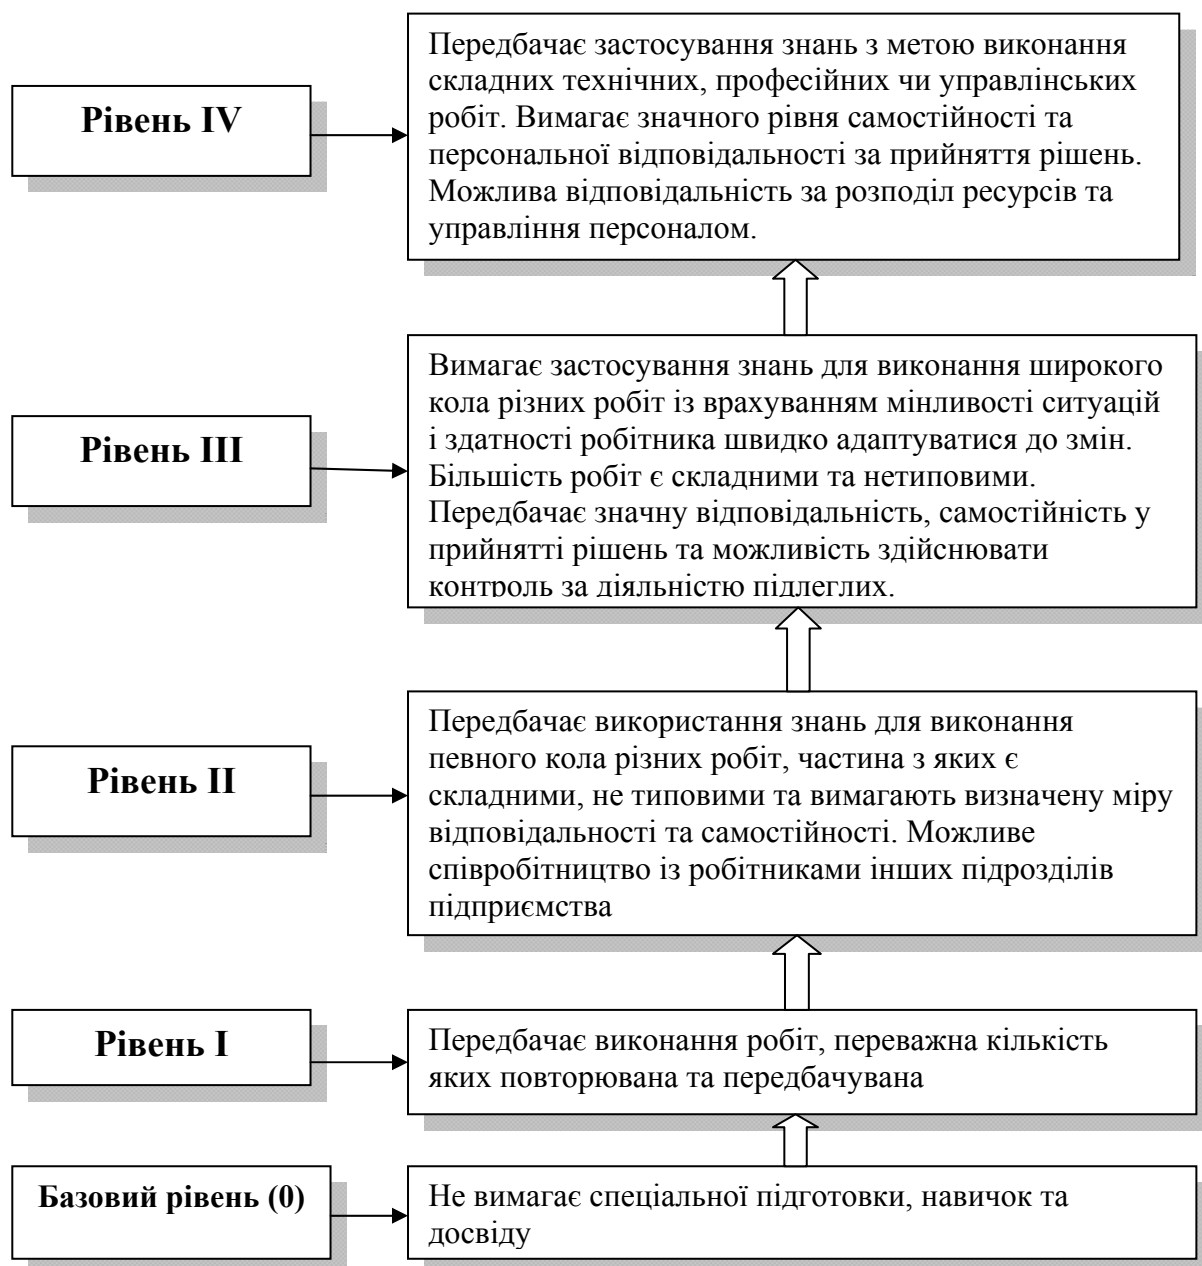 Рівень IV
Передбачає застосування знань з метою виконання
складних технічних, професійних чи управлінських
робіт. Вимагає значного рівня самостійності та
персональної відповідальності за прийняття рішень.
Можлива відповідальність за розподіл ресурсів та
управління персоналом.
Рівень III
Вимагає застосування знань для виконання широкого
кола різних робіт із врахуванням мінливості ситуацій
і здатності робітника швидко адаптуватися до змін.
Більшість робіт є складними та нетиповими.
Передбачає значну відповідальність, самостійність у
прийнятті рішень та можливість здійснювати
контроль за діяльністю підлеглих.
Рівень II
Передбачає використання знань для виконання
певного кола різних робіт, частина з яких є
складними, не типовими та вимагають визначену міру
відповідальності та самостійності. Можливе
співробітництво із робітниками інших підрозділів
підприємства
Рівень I
Передбачає виконання робіт, переважна кількість
яких повторювана та передбачувана
Базовий рівень (0)
Не вимагає спеціальної підготовки, навичок та
досвіду